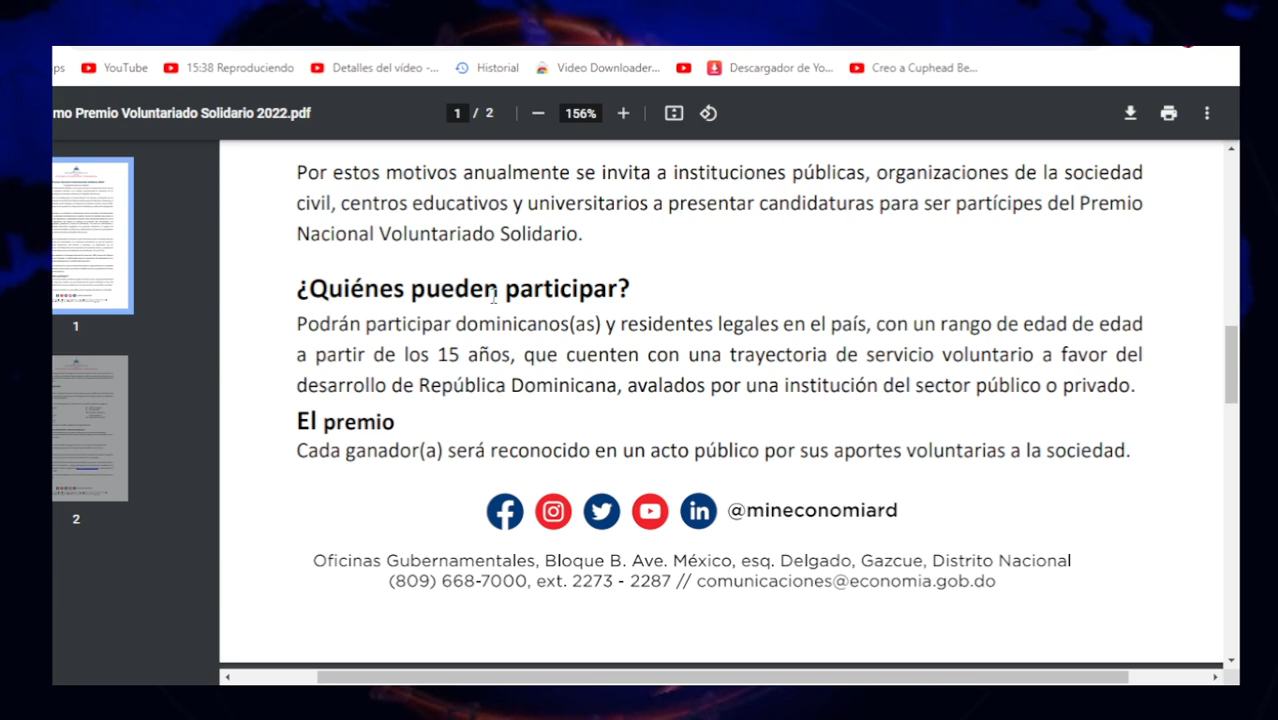 ps YouTube 15:38 Reproduciendo Detalles del vídeo -... Historial Video Downloader... Descargador de Yo... Creo a Cuphead Be...
mo Premio Voluntariado Solidario 2022.pdf 1 / 2 156%
Por estos motivos anualmente se invita a instituciones públicas, organizaciones de la sociedad
civil, centros educativos y universitarios a presentar candidaturas para ser partícipes del Premio
Nacional Voluntariado Solidario.
¿Quiénes pueden participar?
Podrán participar dominicanos(as) y residentes legales en el país, con un rango de edad de edad
a partir de los 15 años, que cuenten con una trayectoria de servicio voluntario a favor del
desarrollo de República Dominicana, avalados por una institución del sector público o privado.
El premio
Cada ganador(a) será reconocido en un acto público por sus aportes voluntarias a la sociedad.
@mineconomiard
Oficinas Gubernamentales, Bloque B. Ave. México, esq. Delgado, Gazcue, Distrito Nacional
(809) 668-7000, ext. 2273 - 2287 // comunicaciones@economia.gob.do
1
2